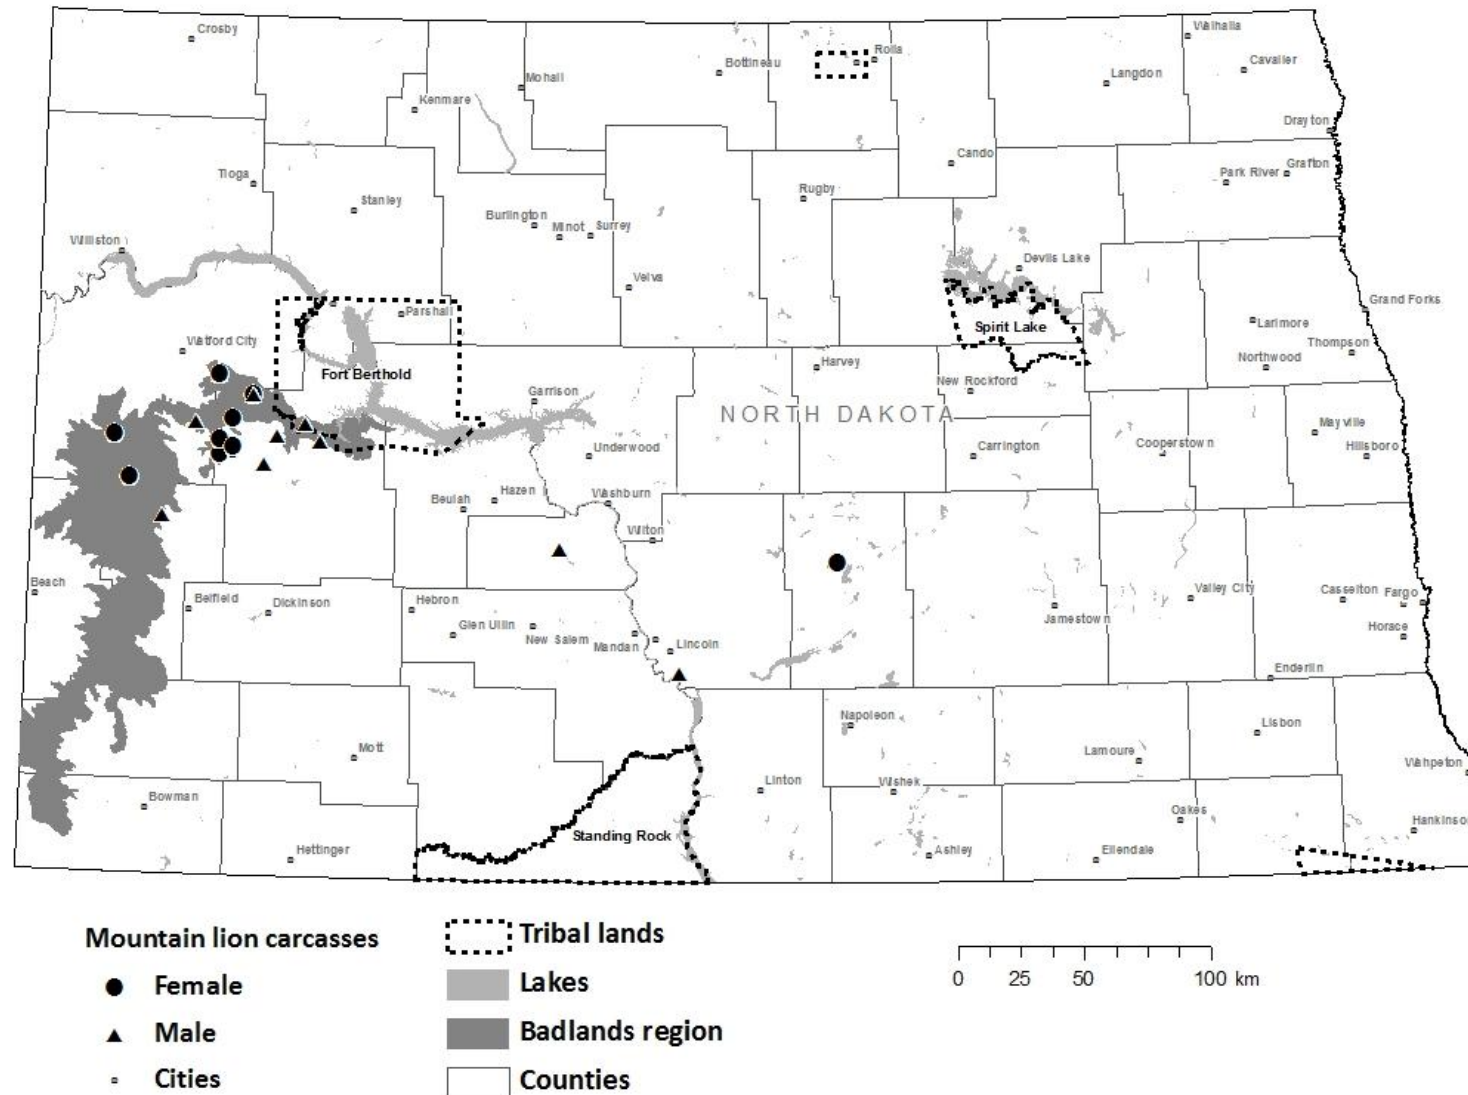 Crosby
Walhalla
Rolla
Bottineau
Cavalier
Mohall
Langdon
Kenmare
Drayton
Cando
Grafton
Park River
Tioga
Rugby
Stanley
Burlington
Minot
Surrey
Williston
Devils Lake
Velva
Grand Forks
Parshall
Larimore
Spirit Lake
Watford City
Thompson
Harvey
Northwood
Fort Berthold
New Rockford
Garrison
NORTH DAKOTA
Mayville
Underwood
Carrington
Cooperstown
Hillsboro
Hazen
Washburn
Beulah
Wilton
Beach
Belfield
Dickinson
Hebron
Valley City
Casselton
Fargo
Glen Ullin
New Salem
Mandan
Lincoln
Jamestown
Horace
Enderlin
Napoleon
Lisbon
Mott
Lamoure
Wahpeton
Bowman
Linton
Wishek
Oakes
Hankinso
Standing Rock
Hettinger
Ashley
Ellendale
Mountain lion carcasses
Female
Male
Cities
Tribal lands
Lakes
Badlands region
Counties
0 25 50 100 km